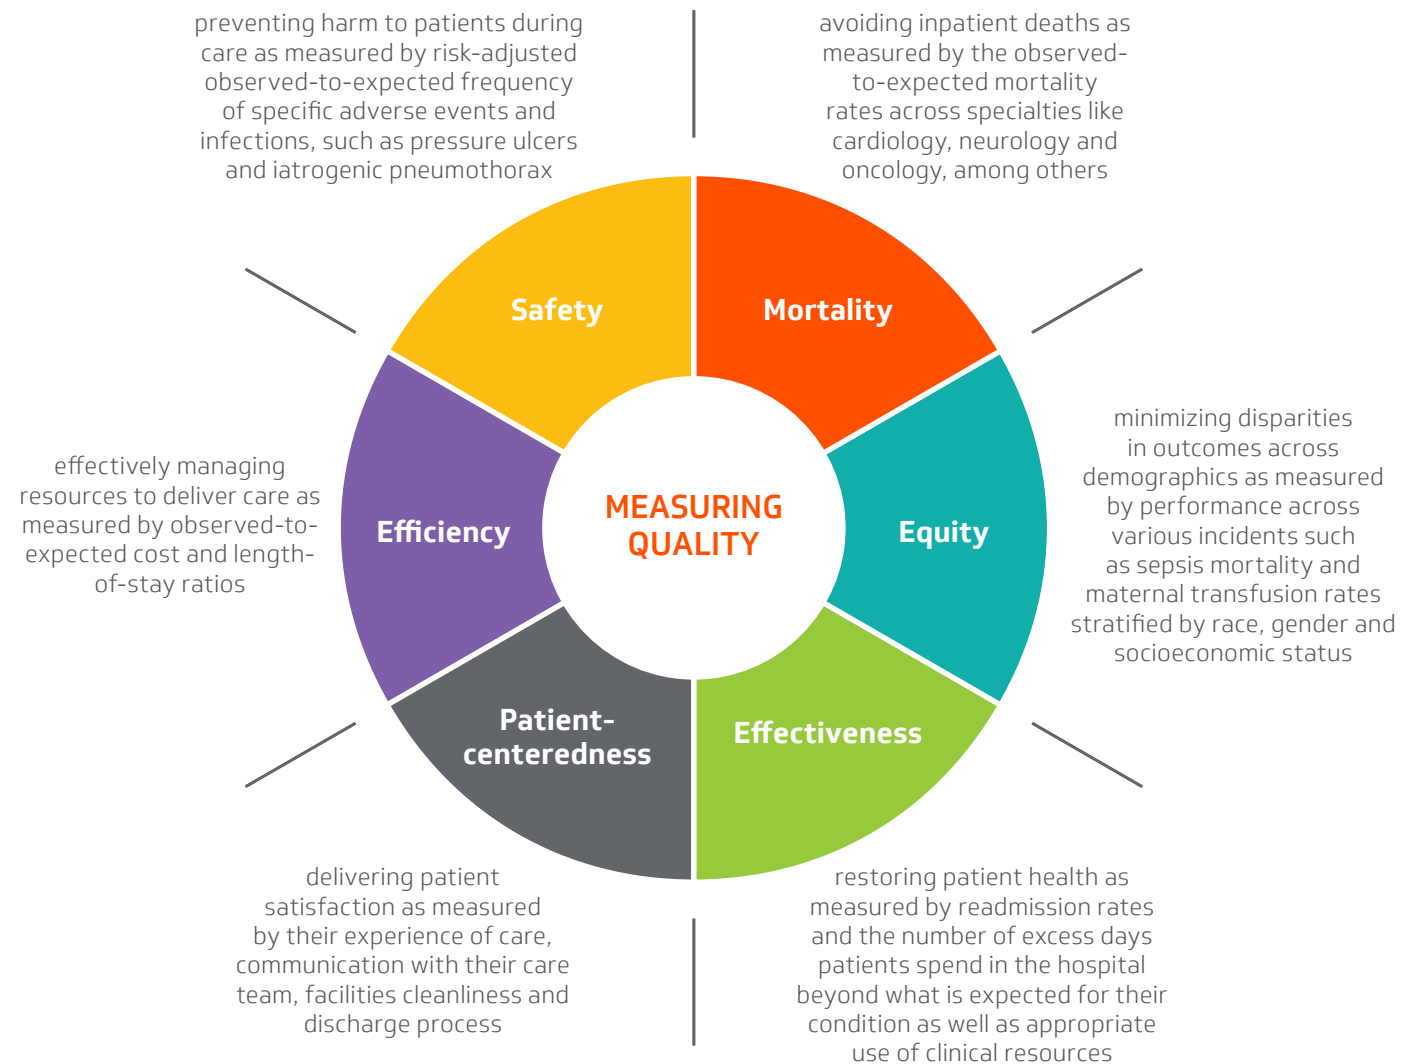 preventing harm to patients during
care as measured by risk-adjusted
observed-to-expected frequency
of specific adverse events and
infections, such as pressure ulcers
and iatrogenic pneumothorax
avoiding inpatient deaths as
measured by the observed-
to-expected mortality
rates across specialties like
cardiology, neurology and
oncology, among others
Safety
Mortality
effectively managing
resources to deliver care as
measured by observed-to-
expected cost and length-
of-stay ratios
Efficiency
MEASURING
QUALITY
Equity
minimizing disparities
in outcomes across
demographics as measured
by performance across
various incidents such
as sepsis mortality and
maternal transfusion rates
stratified by race, gender and
socioeconomic status
Patient-
centeredness
Effectiveness
delivering patient
satisfaction as measured
by their experience of care,
communication with their care
team, facilities cleanliness and
discharge process
restoring patient health as
measured by readmission rates
and the number of excess days
patients spend in the hospital
beyond what is expected for their
condition as well as appropriate
use of clinical resources